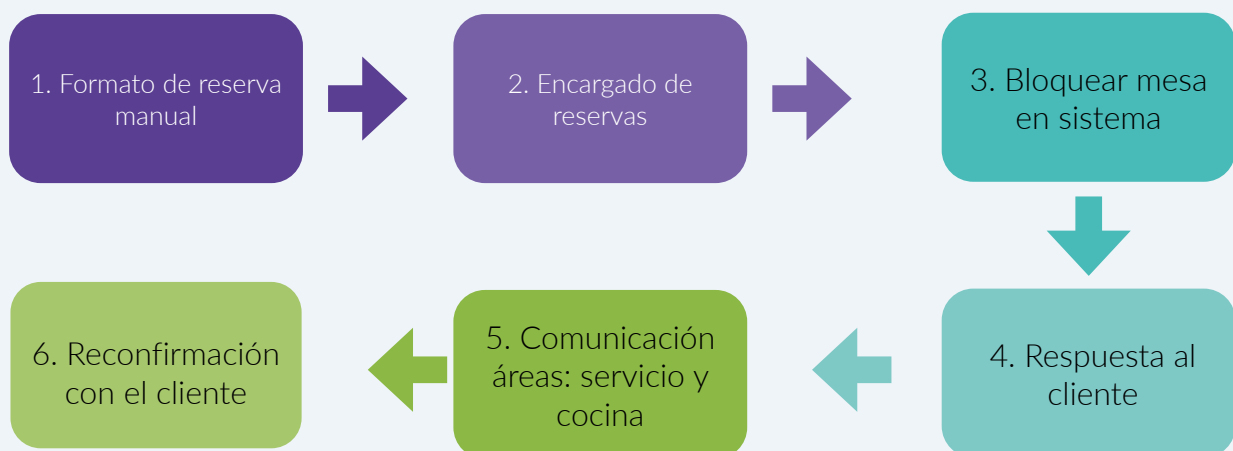 1. Formato de reserva
manual
2. Encargado de
reservas
3. Bloquear mesa
en sistema
4. Respuesta al
cliente
5. Comunicación
áreas: servicio y
cocina
6. Reconfirmación
con el cliente